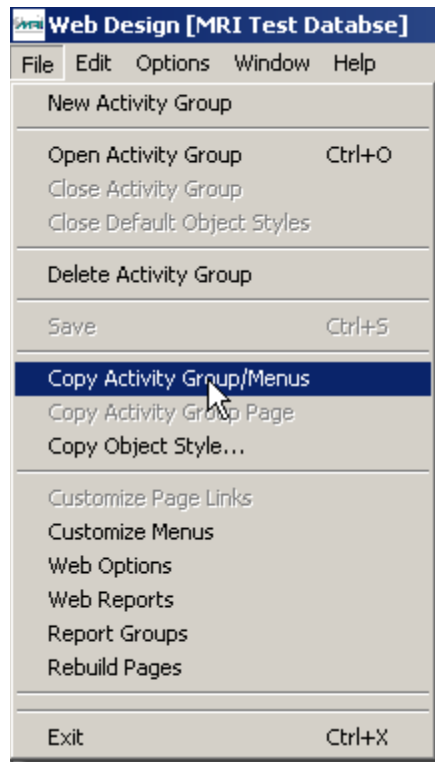 Web Design [MRI Test Databse]
File Edit Options Window Help
New Activity Group
Open Activity Group Ctrl+O
Close Activity Group
Close Default Object Styles
Delete Activity Group
Save Ctrl+S
Copy Activity Group/Menus
Copy Activity Group Page
Copy Object Style...
Customize Page Links
Customize Menus
Web Options
Web Reports
Report Groups
Rebuild Pages
Exit Ctrl+X